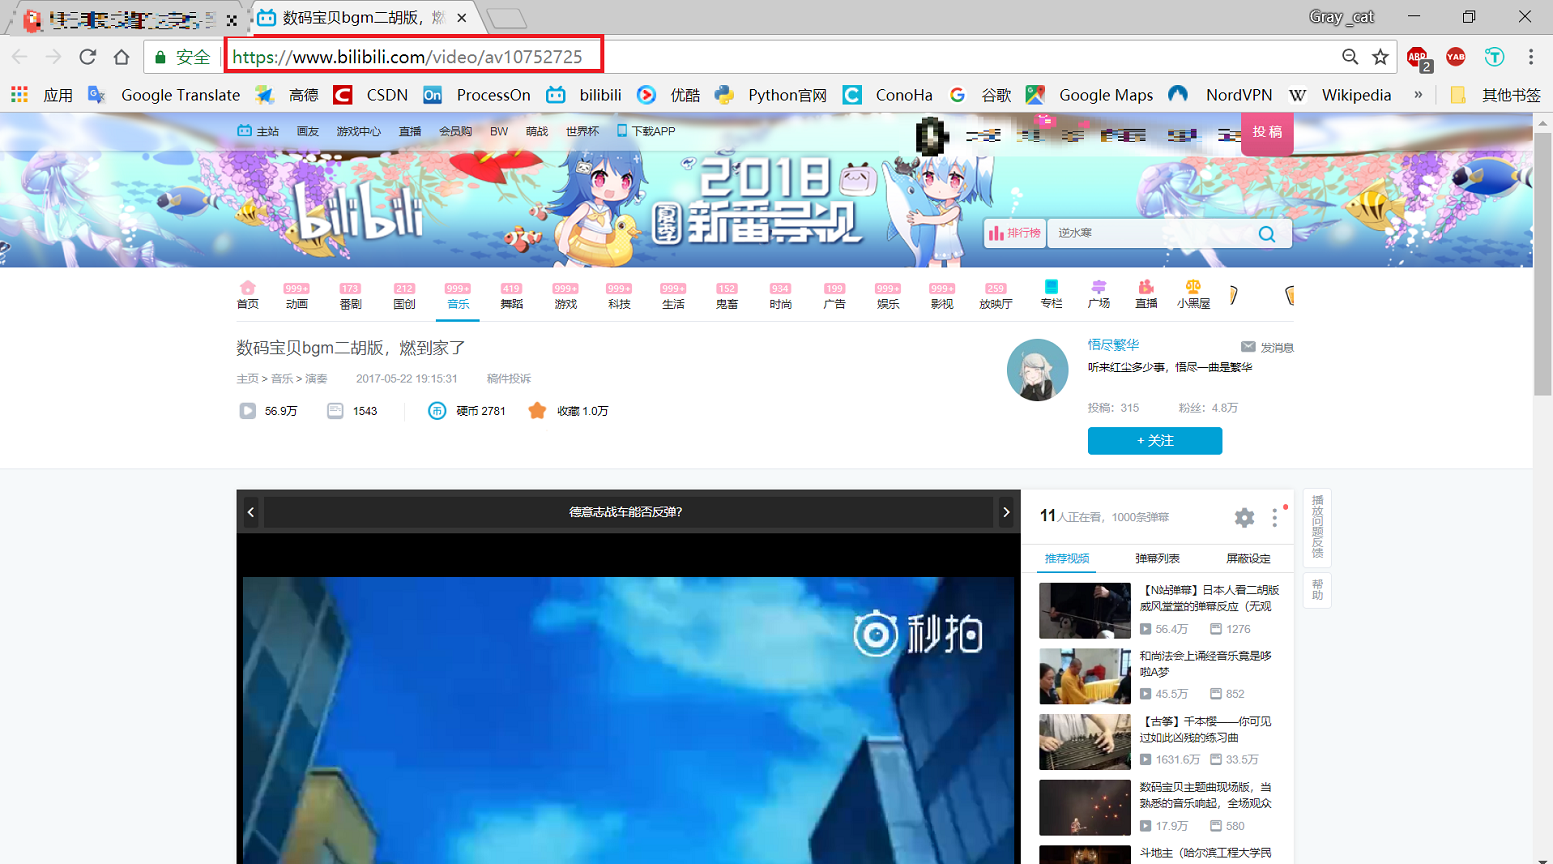 数码宝贝bgm二胡版，燃
Gray_cat
安全
https://www.bilibili.com/video/av10752725
ABP 2
YAB
应用 Google Translate 高德 CSDN ProcessOn bilibili 优酷 Python官网 ConoHa 谷歌 Google Maps NordVPN Wikipedia » 其他书签
主站 画友 游戏中心 直播 会员购 BW 萌战 世界杯 下载APP
投稿
bilibili
2018
夏季新番导视
排行榜 逆水寒
999+ 173 212 999+ 419 999+ 999+ 999+ 152 934 199 999+ 999+ 259
首页 动画 番剧 国创 音乐 舞蹈 游戏 科技 生活 鬼畜 时尚 广告 娱乐 影视 放映厅 专栏 广场 直播 小黑屋
数码宝贝bgm二胡版，燃到家了
主页 > 音乐 > 演奏 2017-05-22 19:15:31 稿件投诉
56.9万 1543 硬币 2781 收藏 1.0万
悟尽繁华 发消息
听来红尘多少事，悟尽一曲是繁华
投稿：315 粉丝：4.8万
+ 关注
德意志战车能否反弹?
秒拍
11人正在看，1000条弹幕
推荐视频 弹幕列表 屏蔽设定
【N站弹幕】日本人看二胡版
威风堂堂的弹幕反应（无观
56.4万 1276
和尚法会上诵经音乐竟是哆
啦A梦
45.5万 852
【古筝】千本樱——你可见
过如此凶残的练习曲
1631.6万 33.5万
数码宝贝主题曲现场版，当
熟悉的音乐响起，全场观众
17.9万 580
斗地主（哈尔滨工程大学民
播放问题反馈
帮助